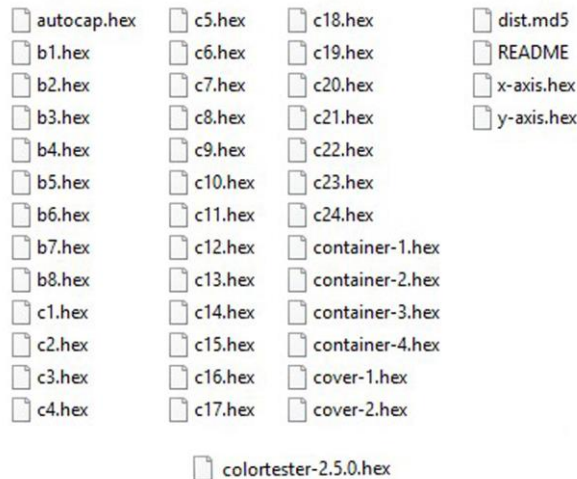 autocap.hex
b1.hex
b2.hex
b3.hex
b4.hex
b5.hex
b6.hex
b7.hex
b8.hex
c1.hex
c2.hex
c3.hex
c4.hex
c5.hex
c6.hex
c7.hex
c8.hex
c9.hex
c10.hex
c11.hex
c12.hex
c13.hex
c14.hex
c15.hex
c16.hex
c17.hex
c18.hex
c19.hex
c20.hex
c21.hex
c22.hex
c23.hex
c24.hex
container-1.hex
container-2.hex
container-3.hex
container-4.hex
cover-1.hex
cover-2.hex
dist.md5
README
x-axis.hex
y-axis.hex
colortester-2.5.0.hex